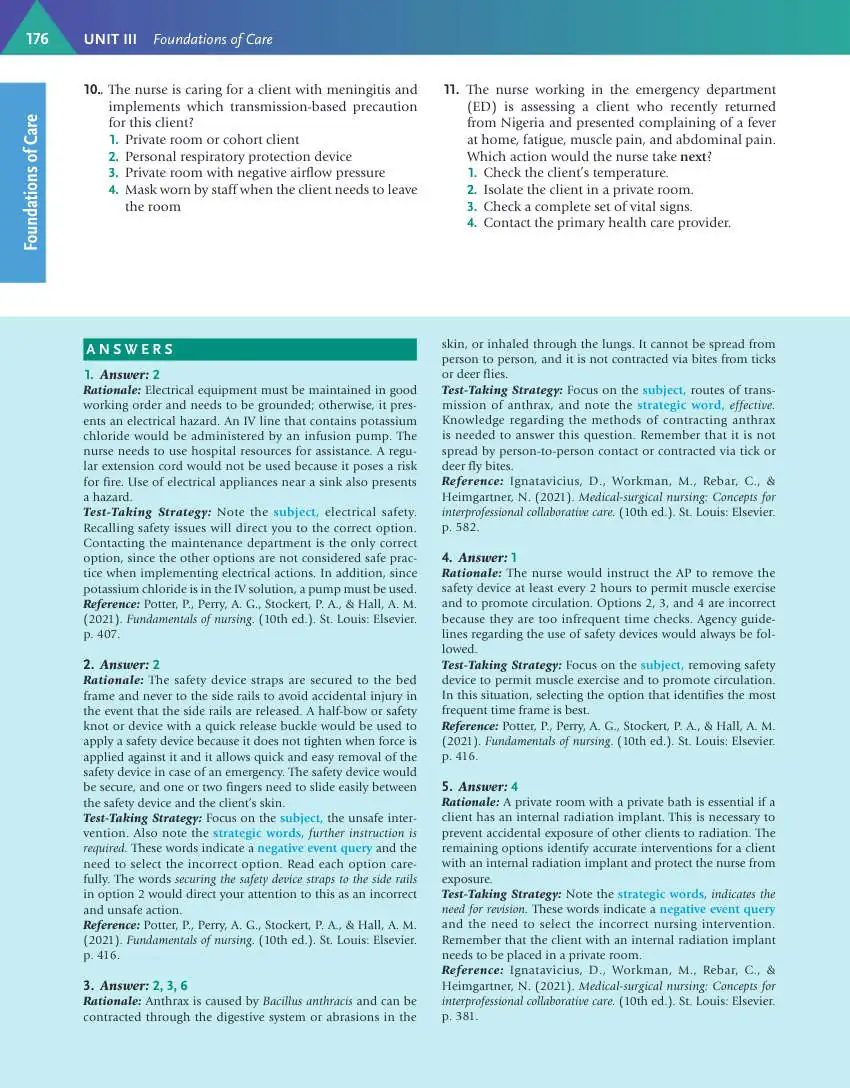 176
UNIT III Foundations of Care
Foundations of Care
10.. The nurse is caring for a client with meningitis and
implements which transmission-based precaution
for this client?
1. Private room or cohort client
2. Personal respiratory protection device
3. Private room with negative airflow pressure
4. Mask worn by staff when the client needs to leave
the room
11. The nurse working in the emergency department
(ED) is assessing a client who recently returned
from Nigeria and presented complaining of a fever
at home, fatigue, muscle pain, and abdominal pain.
Which action would the nurse take next?
1. Check the client's temperature.
2. Isolate the client in a private room.
3. Check a complete set of vital signs.
4. Contact the primary health care provider.
ANSWERS
1. Answer: 2
Rationale: Electrical equipment must be maintained in good
working order and needs to be grounded; otherwise, it pres-
ents an electrical hazard. An IV line that contains potassium
chloride would be administered by an infusion pump. The
nurse needs to use hospital resources for assistance. A regu-
lar extension cord would not be used because it poses a risk
for fire. Use of electrical appliances near a sink also presents
a hazard.
Test-Taking Strategy: Note the subject, electrical safety.
Recalling safety issues will direct you to the correct option.
Contacting the maintenance department is the only correct
option, since the other options are not considered safe prac-
tice when implementing electrical actions. In addition, since
potassium chloride is in the IV solution, a pump must be used.
Reference: Potter, P., Perry, A. G., Stockert, P. A., & Hall, A. M.
(2021). Fundamentals of nursing. (10th ed.). St. Louis: Elsevier.
p. 407.
2. Answer: 2
Rationale: The safety device straps are secured to the bed
frame and never to the side rails to avoid accidental injury in
the event that the side rails are released. A half-bow or safety
knot or device with a quick release buckle would be used to
apply a safety device because it does not tighten when force is
applied against it and it allows quick and easy removal of the
safety device in case of an emergency. The safety device would
be secure, and one or two fingers need to slide easily between
the safety device and the client's skin.
Test-Taking Strategy: Focus on the subject, the unsafe inter-
vention. Also note the strategic words, further instruction is
required. These words indicate a negative event query and the
need to select the incorrect option. Read each option care-
fully. The words securing the safety device straps to the side rails
in option 2 would direct your attention to this as an incorrect
and unsafe action.
Reference: Potter, P., Perry, A. G., Stockert, P. A., & Hall, A. M.
(2021). Fundamentals of nursing. (10th ed.). St. Louis: Elsevier.
p. 416.
3. Answer: 2, 3, 6
Rationale: Anthrax is caused by Bacillus anthracis and can be
contracted through the digestive system or abrasions in the
skin, or inhaled through the lungs. It cannot be spread from
person to person, and it is not contracted via bites from ticks
or deer flies.
Test-Taking Strategy: Focus on the subject, routes of trans-
mission of anthrax, and note the strategic word, effective.
Knowledge regarding the methods of contracting anthrax
is needed to answer this question. Remember that it is not
spread by person-to-person contact or contracted via tick or
deer fly bites.
Reference: Ignatavicius, D., Workman, M., Rebar, C., &
Heimgartner, N. (2021). Medical-surgical nursing: Concepts for
interprofessional collaborative care. (10th ed.). St. Louis: Elsevier.
p. 582.
4. Answer: 1
Rationale: The nurse would instruct the AP to remove the
safety device at least every 2 hours to permit muscle exercise
and to promote circulation. Options 2, 3, and 4 are incorrect
because they are too infrequent time checks. Agency guide-
lines regarding the use of safety devices would always be fol-
lowed.
Test-Taking Strategy: Focus on the subject, removing safety
device to permit muscle exercise and to promote circulation.
In this situation, selecting the option that identifies the most
frequent time frame is best.
Reference: Potter, P., Perry, A. G., Stockert, P. A., & Hall, A. M.
(2021). Fundamentals of nursing. (10th ed.). St. Louis: Elsevier.
p. 416.
5. Answer: 4
Rationale: A private room with a private bath is essential if a
client has an internal radiation implant. This is necessary to
prevent accidental exposure of other clients to radiation. The
remaining options identify accurate interventions for a client
with an internal radiation implant and protect the nurse from
exposure.
Test-Taking Strategy: Note the strategic words, indicates the
need for revision. These words indicate a negative event query
and the need to select the incorrect nursing intervention.
Remember that the client with an internal radiation implant
needs to be placed in a private room.
Reference: Ignatavicius, D., Workman, M., Rebar, C., &
Heimgartner, N. (2021). Medical-surgical nursing: Concepts for
interprofessional collaborative care. (10th ed.). St. Louis: Elsevier.
p. 381.